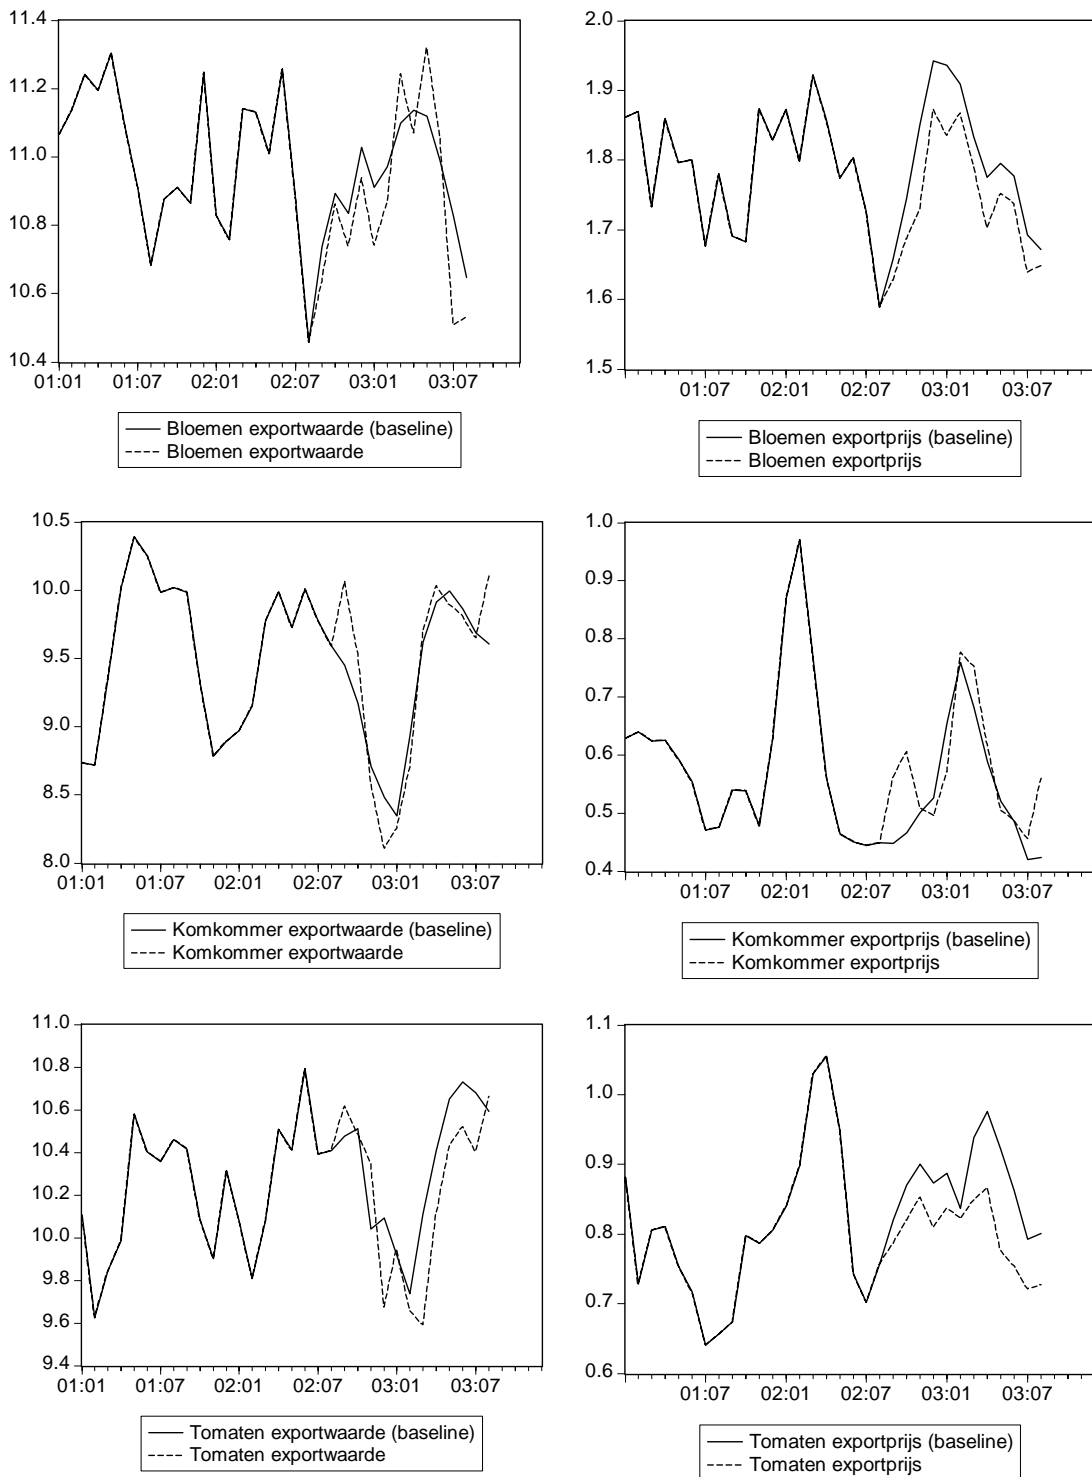 11.4
11.2
11.0
10.8
10.6
10.4
01:01 01:07 02:01 02:07 03:01 03:07
Bloemen exportwaarde (baseline)
Bloemen exportwaarde
2.0
1.9
1.8
1.7
1.6
1.5
01:07 02:01 02:07 03:01 03:07
Bloemen exportprijs (baseline)
Bloemen exportprijs
10.5
10.0
9.5
9.0
8.5
8.0
01:01 01:07 02:01 02:07 03:01 03:07
Komkommer exportwaarde (baseline)
Komkommer exportwaarde
1.0
0.9
0.8
0.7
0.6
0.5
0.4
01:07 02:01 02:07 03:01 03:07
Komkommer exportprijs (baseline)
Komkommer exportprijs
11.0
10.8
10.6
10.4
10.2
10.0
9.8
9.6
9.4
01:01 01:07 02:01 02:07 03:01 03:07
Tomaten exportwaarde (baseline)
Tomaten exportwaarde
1.1
1.0
0.9
0.8
0.7
0.6
01:07 02:01 02:07 03:01 03:07
Tomaten exportprijs (baseline)
Tomaten exportprijs